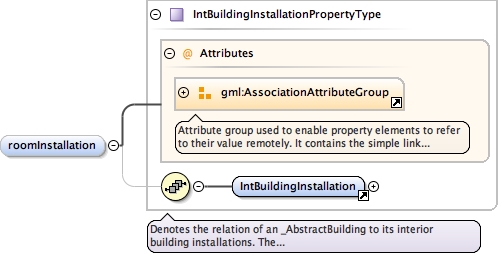 IntBuildingInstallationPropertyType
@ Attributes
gml:AssociationAttributeGroup
Attribute group used to enable property elements to refer
to their value remotely. It contains the simple link...
roomInstallation
IntBuildingInstallation
Denotes the relation of an _AbstractBuilding to its interior
building installations. The...